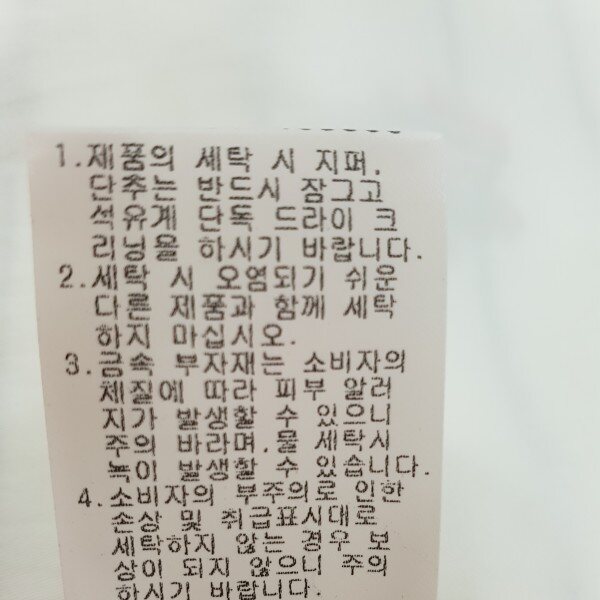 1.제품의 세탁 시 지퍼,
단추는 반드시 잠그고
석유계 단독 드라이 크
리닝을 하시기 바랍니다.
2.세탁 시 오염되기 쉬운
다른 제품과 함께 세탁
하지 마십시오.
3.금속 부자재는 소비자의
체질에 따라 피부 알러
지가 발생할 수 있으니
주의 바라며,물 세탁시
녹이 발생할 수 있습니다.
4.소비자의 부주의로 인한
손상 및 취급표시대로
세탁하지 않는 경우 보
상이 되지 않으니 주의
하시기 바랍니다.